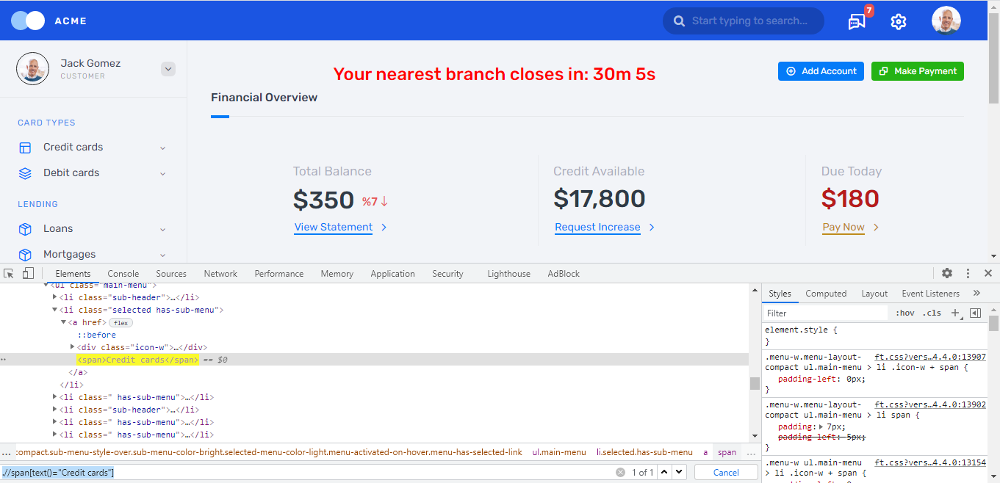 ACME
Start typing to search...
7
Jack Gomez
CUSTOMER
Your nearest branch closes in: 30m 5s
Add Account
Make Payment
Financial Overview
CARD TYPES
Credit cards
Debit cards
LENDING
Loans
Mortgages
Total Balance
$350 %7
View Statement
Credit Available
$17,800
Request Increase
Due Today
$180
Pay Now
Elements Console Sources Network Performance Memory Application Security Lighthouse AdBlock
<ul class="main-menu">
<li class="sub-header">…</li>
<li class="selected has-sub-menu">
<a href> flex
::before
<div class="icon-w">…</div>
<span>Credit cards</span> == $0
</a>
</li>
<li class=" has-sub-menu">…</li>
<li class="sub-header">…</li>
<li class=" has-sub-menu">…</li>
<li class=" has-sub-menu">…</li>
... compact.sub-menu-style-over.sub-menu-color-bright.selected-menu-color-light.menu-activated-on-hover.menu-has-selected-link ul.main-menu li.selected.has-sub-menu a span ...
.//span[text()="Credit cards"]
1 of 1
Cancel
Styles Computed Layout Event Listeners »
Filter
:hov .cls +
element.style {
}
.menu-w.menu-layout- ft.css?vers…4.4.0:13907
compact ul.main-menu > li .icon-w + span {
padding-left: 0px;
}
.menu-w.menu-layout- ft.css?vers…4.4.0:13902
compact ul.main-menu > li span {
padding: 7px;
padding-left: 5px;
}
.menu-w ul.main-menu ft.css?vers…4.4.0:13154
> li .icon-w + span {